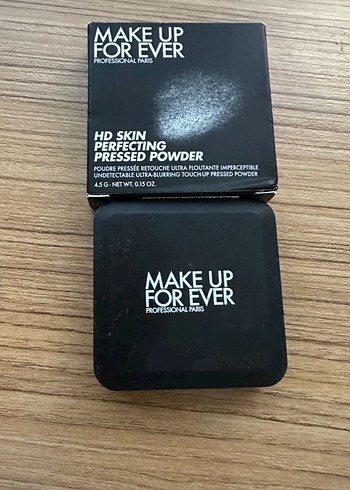 MAKE UP
FOR EVER
PROFESSIONAL PARIS
HD SKIN
PERFECTING
PRESSED POWDER
POUDRE PRESSÉE RETOUCHE ULTRA FLOUTANTE IMPERCEPTIBLE
UNDETECTABLE ULTRA-BLURRING TOUCH-UP PRESSED POWDER
4.5 G - NET WT. 0.15 OZ.
MAKE UP
FOR EVER
PROFESSIONAL PARIS